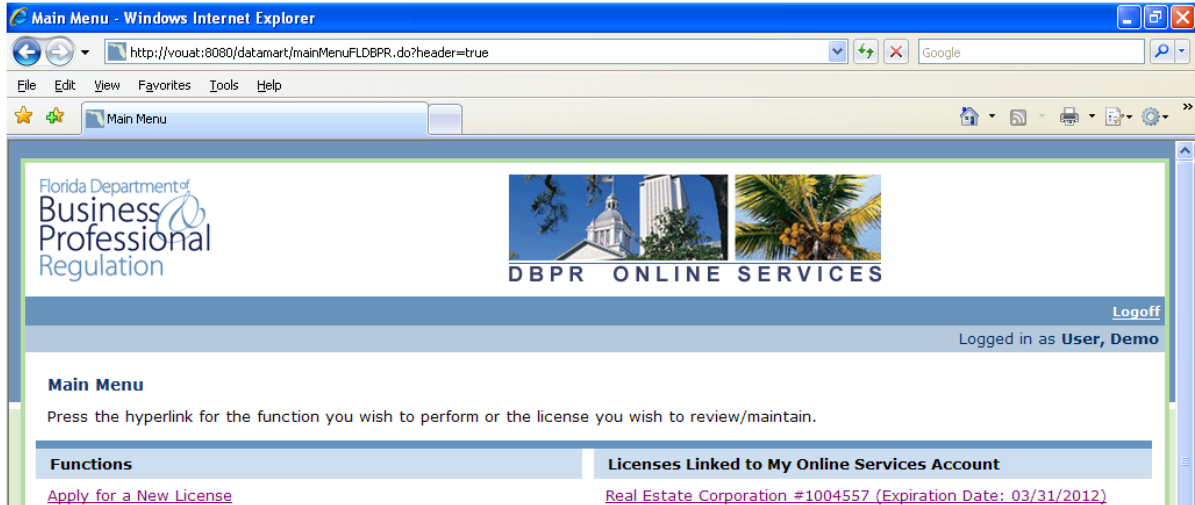 Main Menu - Windows Internet Explorer
http://vouat:8080/datamart/mainMenuFLDBPR.do?header=true
Google
File Edit View Favorites Tools Help
Main Menu
Florida Department of
Business &
Professional
Regulation
DBPR ONLINE SERVICES
Logoff
Logged in as User, Demo
Main Menu
Press the hyperlink for the function you wish to perform or the license you wish to review/maintain.
Functions
Licenses Linked to My Online Services Account
Apply for a New License
Real Estate Corporation #1004557 (Expiration Date: 03/31/2012)